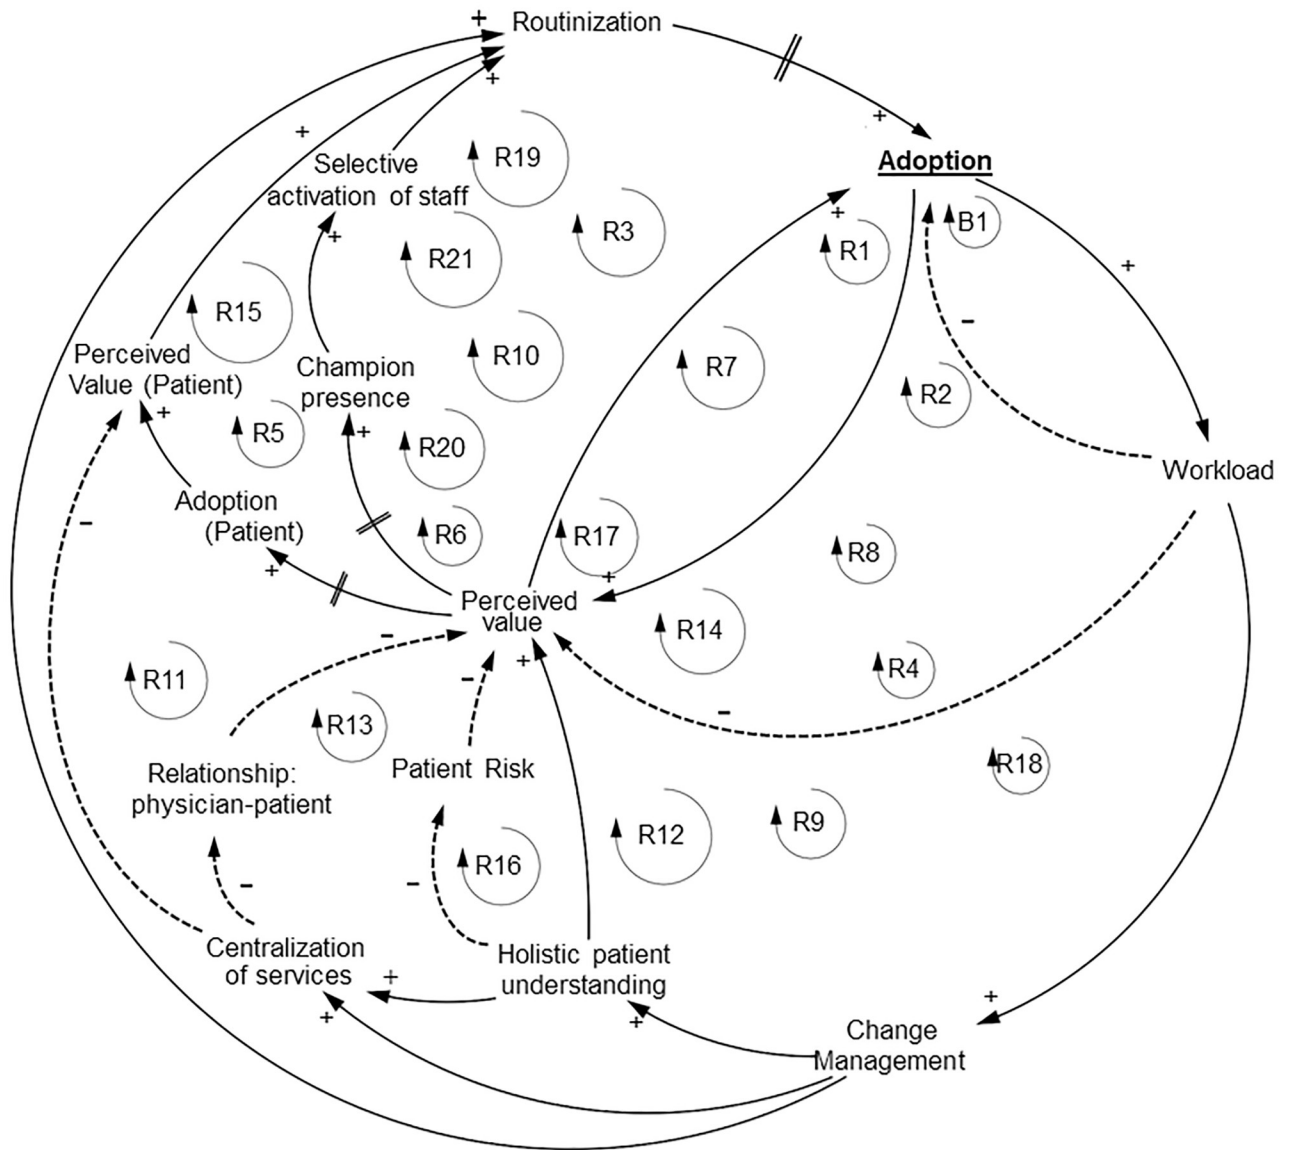 +
Routinization
+
+
+
Adoption
Selective
activation of staff
R19
R3
+
B1
+
R1
+
R21
R15
R10
R7
−
Perceived
Value (Patient)
Champion
presence
R2
+
+
R5
R20
Workload
Adoption
(Patient)
−
R6
R17
R8
+
+
Perceived
value
R14
−
+
R4
R11
−
R13
−
Patient Risk
R18
Relationship:
physician-patient
R12
R9
R16
−
−
Centralization
of services
Holistic patient
understanding
+
+
+
+
Change
Management